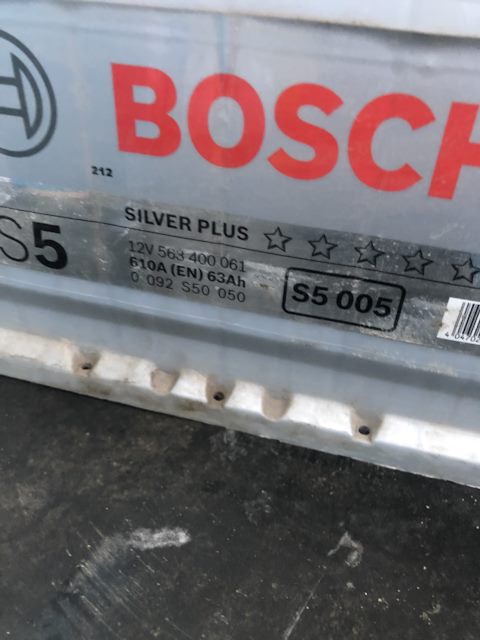 BOSCH
212
SILVER PLUS
S5
12V 563 400 061
610A (EN) 63Ah
0 092 S50 050
S5 005